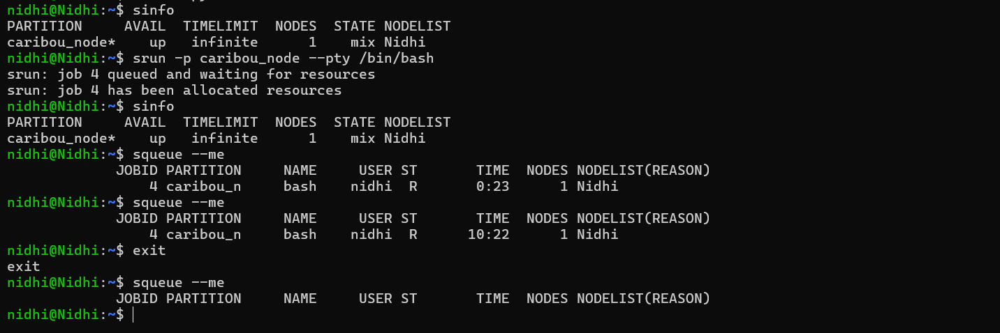 nidhi@Nidhi:~$ sinfo
PARTITION     AVAIL  TIMELIMIT  NODES  STATE NODELIST
caribou_node*    up   infinite      1    mix Nidhi
nidhi@Nidhi:~$ srun -p caribou_node --pty /bin/bash
srun: job 4 queued and waiting for resources
srun: job 4 has been allocated resources
nidhi@Nidhi:~$ sinfo
PARTITION     AVAIL  TIMELIMIT  NODES  STATE NODELIST
caribou_node*    up   infinite      1    mix Nidhi
nidhi@Nidhi:~$ squeue --me
             JOBID PARTITION     NAME     USER ST       TIME  NODES NODELIST(REASON)
                 4 caribou_n     bash    nidhi  R       0:23      1 Nidhi
nidhi@Nidhi:~$ squeue --me
             JOBID PARTITION     NAME     USER ST       TIME  NODES NODELIST(REASON)
                 4 caribou_n     bash    nidhi  R      10:22      1 Nidhi
nidhi@Nidhi:~$ exit
exit
nidhi@Nidhi:~$ squeue --me
             JOBID PARTITION     NAME     USER ST       TIME  NODES NODELIST(REASON)
nidhi@Nidhi:~$